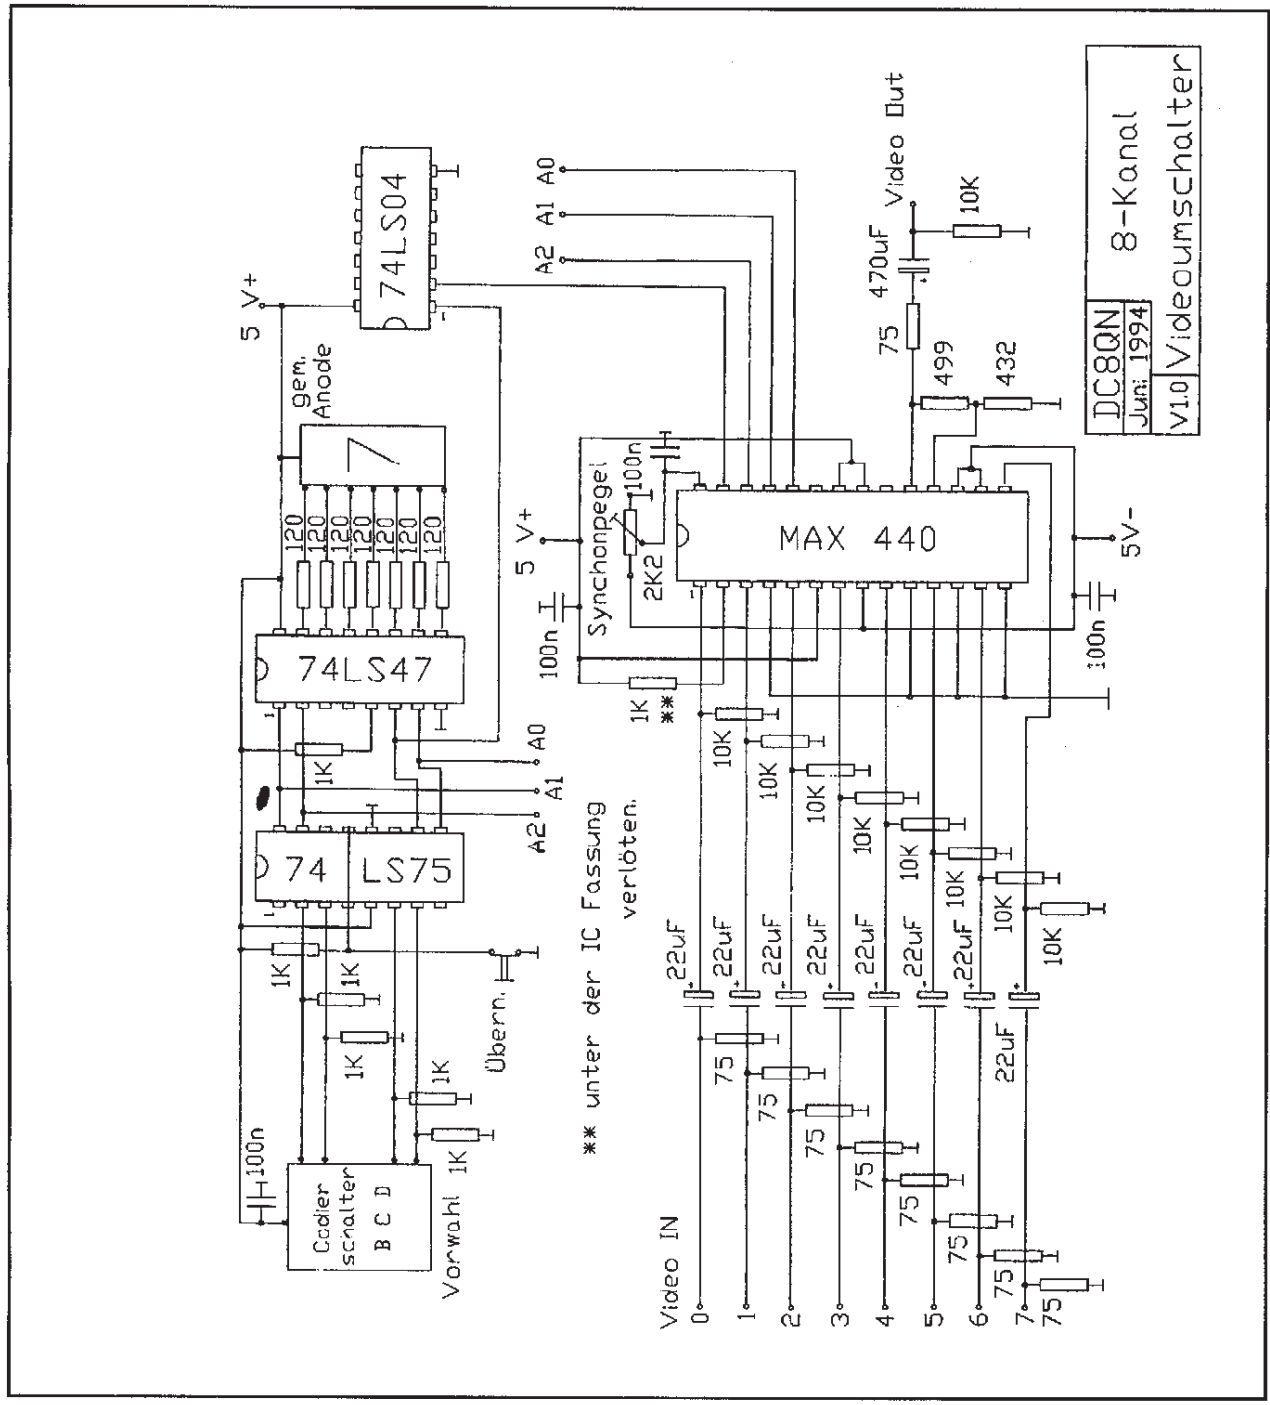 DC8QN
Juni 1994
V1.0
8-Kanal
Videoumschalter
5 V+
gem.
Anode
7
74LS04
1
120
120
120
120
120
120
120
74LS47
1
1K
A0
A1
A2
74 LS75
1
1K
1K
1K
1K
1K
Übern.
100n
Codier
schalter
B C D
Vorwahl
** unter der IC Fassung
verlöten.
A2
A1
A0
5 V+
100n
Synchonpegel
2K2
100n
1K
**
MAX 440
1
5V-
100n
499
432
75
470uF
+
Video Out
10K
10K
10K
10K
10K
10K
10K
10K
10K
22uF
22uF
22uF
22uF
22uF
22uF
22uF
22uF
+
+
+
+
+
+
+
+
75
75
75
75
75
75
75
75
Video IN
0
1
2
3
4
5
6
7